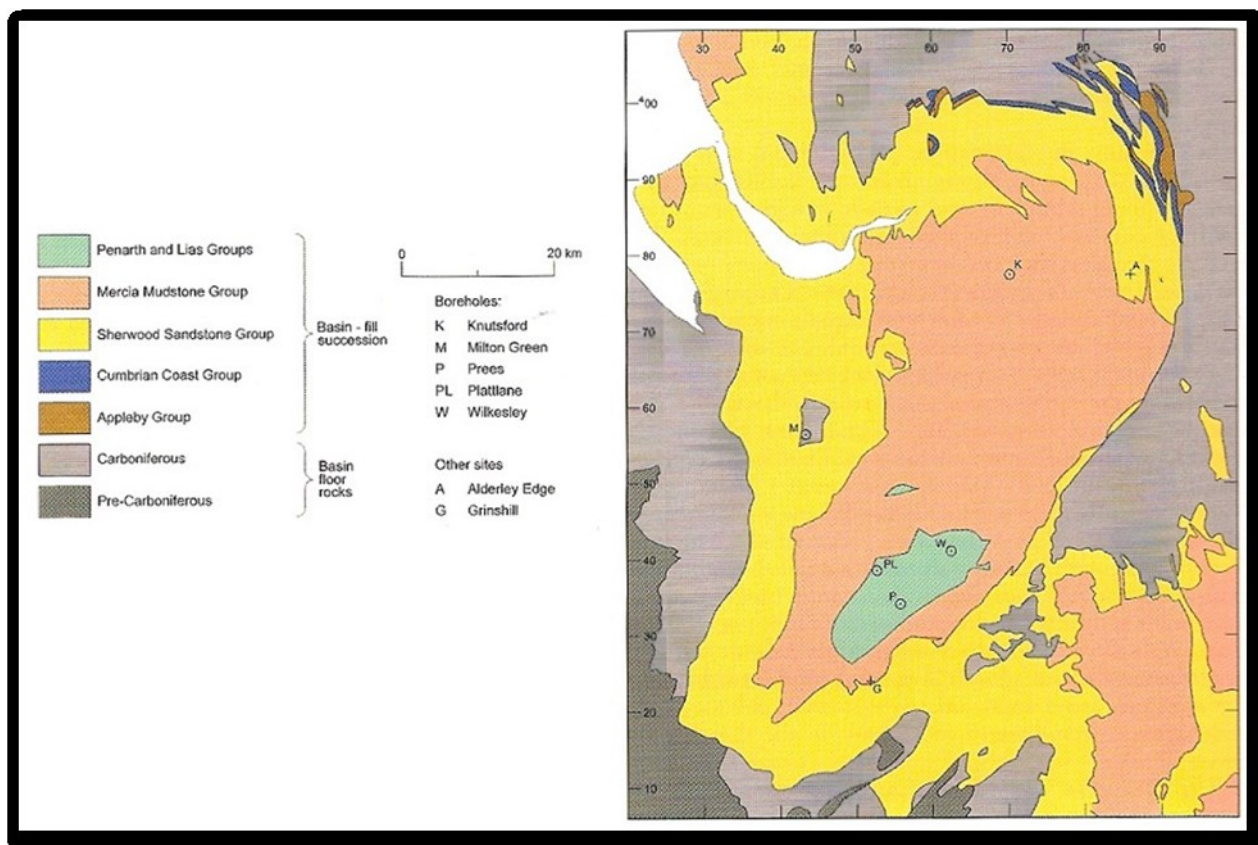 Penarth and Lias Groups
Mercia Mudstone Group
Sherwood Sandstone Group
Cumbrian Coast Group
Appleby Group
Carboniferous
Pre-Carboniferous
Basin - fill
succession
Basin
floor
rocks
0 20 km
Boreholes:
K Knutsford
M Milton Green
P Prees
PL Plattlane
W Wilkesley
Other sites
A Alderley Edge
G Grinshill
30 40 50 60 70 80 90
400
90
80
K
A
70
60
M
50
W
40
PL
P
30
G
20
10